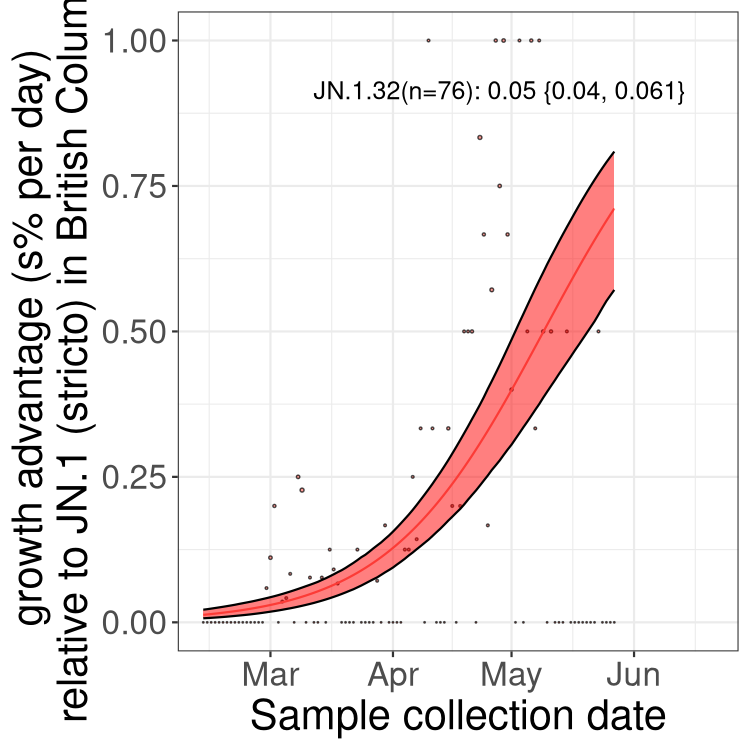 growth advantage (s% per day)
relative to JN.1 (stricto) in British Colum
1.00
0.75
0.50
0.25
0.00
JN.1.32(n=76): 0.05 {0.04, 0.061}
Mar Apr May Jun
Sample collection date